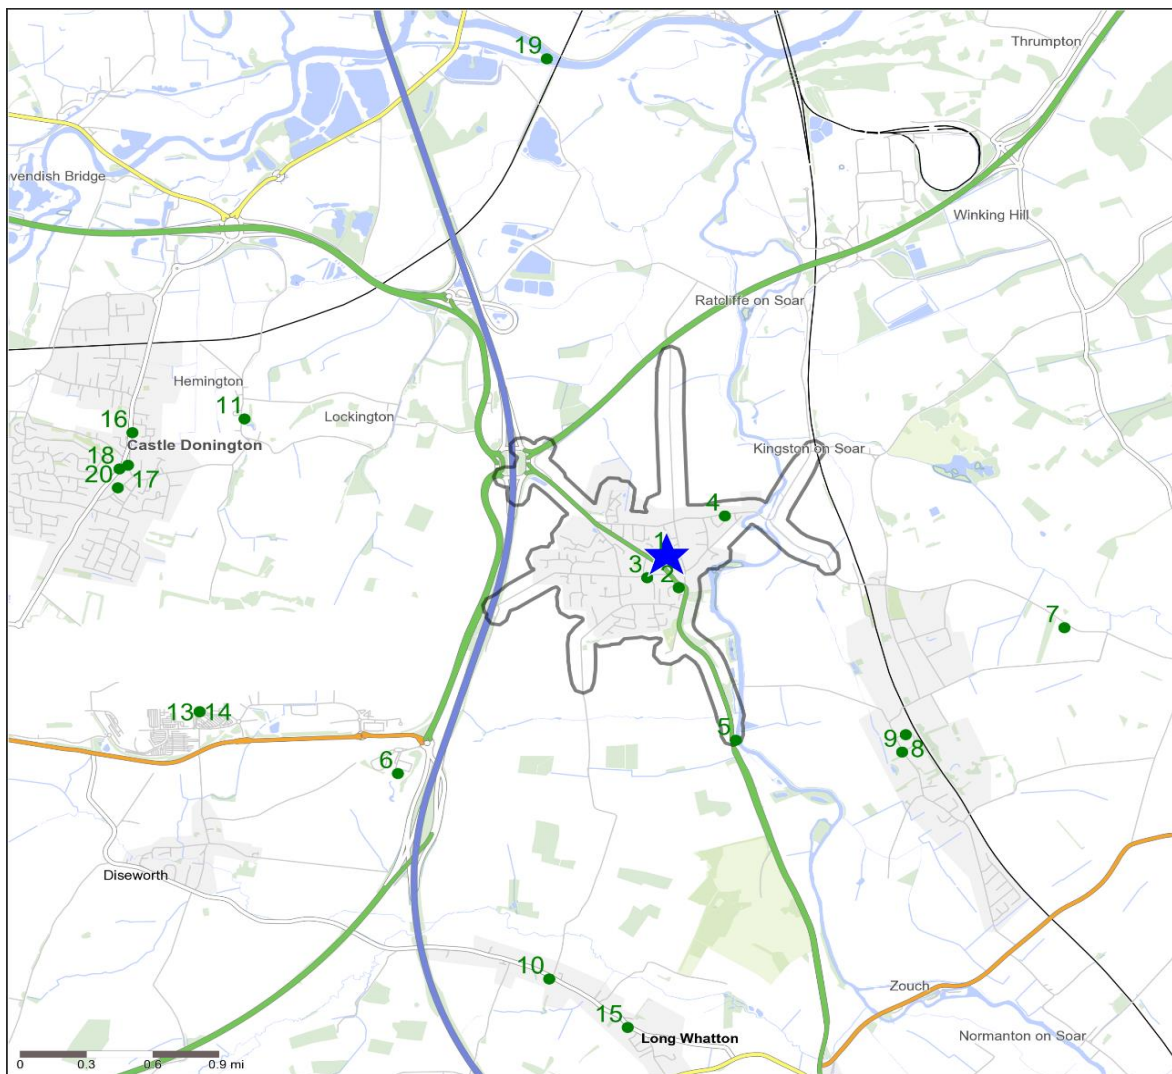 19
Thrumpton
vendish Bridge
Winking Hill
Ratcliffe on Soar
Hemington
11
Lockington
16
Castle Donington
Kingston on Soar
18
20
17
4
1
3
2
7
13
14
5
9
8
6
Diseworth
10
Zouch
15
Long Whatton
Normanton on Soar
0 0.3 0.6 0.9 mi